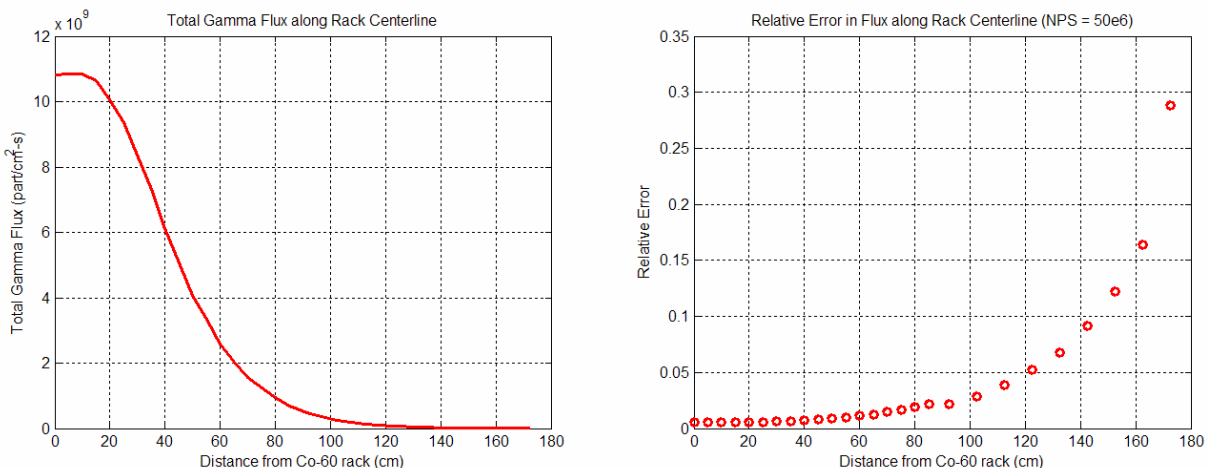 x 10^9
Total Gamma Flux along Rack Centerline
12
10
8
6
4
2
0
Total Gamma Flux (part/cm^2-s)
0 20 40 60 80 100 120 140 160 180
Distance from Co-60 rack (cm)
Relative Error in Flux along Rack Centerline (NPS = 50e6)
0.35
0.3
0.25
0.2
0.15
0.1
0.05
0
Relative Error
0 20 40 60 80 100 120 140 160 180
Distance from Co-60 rack (cm)